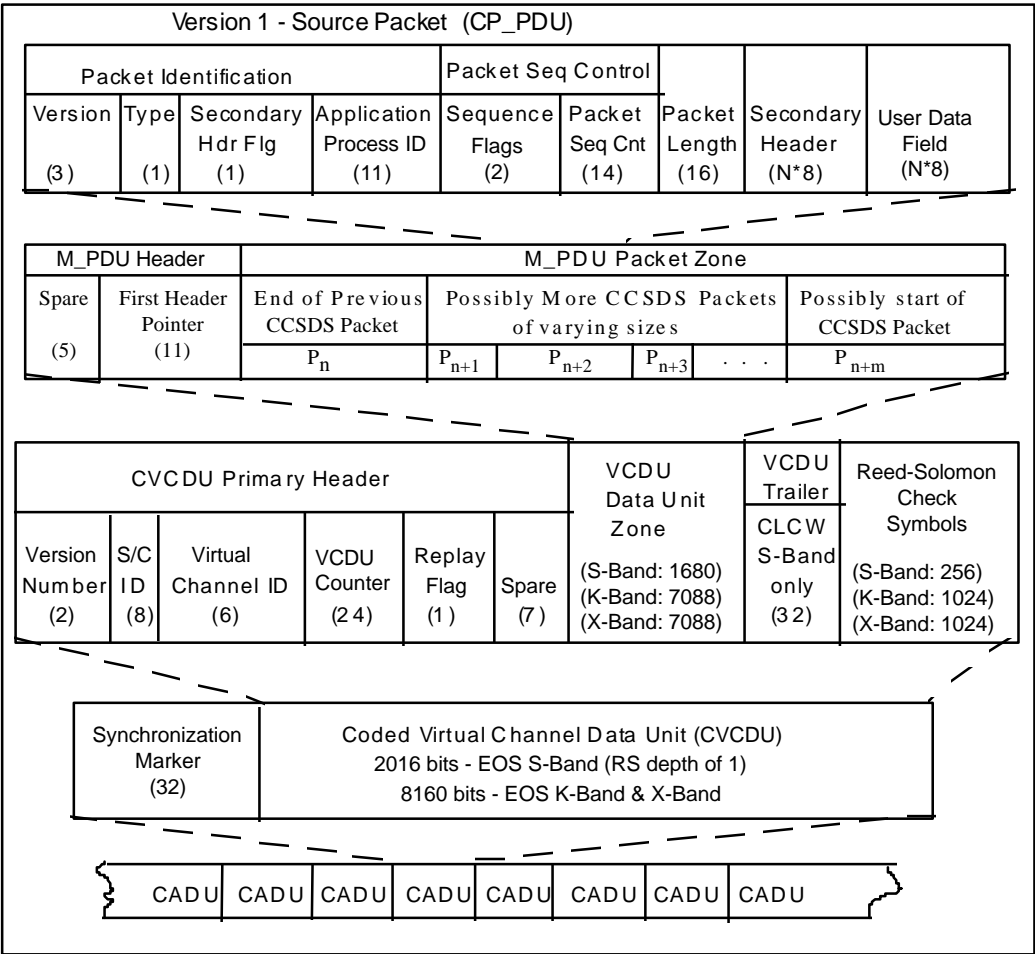 Version 1 - Source Packet (CP_PDU)
Packet Identification
Packet Seq Control
Version
(3)
Type
(1)
Secondary
Hdr Flg
(1)
Application
Process ID
(11)
Sequence
Flags
(2)
Packet
Seq Cnt
(14)
Packet
Length
(16)
Secondary
Header
(N*8)
User Data
Field
(N*8)
M_PDU Header
M_PDU Packet Zone
Spare
(5)
First Header
Pointer
(11)
End of Previous
CCSDS Packet
Possibly More CCSDS Packets
of varying sizes
Possibly start of
CCSDS Packet
Pn
Pn+1
Pn+2
Pn+3
. . .
Pn+m
CVCDU Primary Header
Version
Number
(2)
S/C
ID
(8)
Virtual
Channel ID
(6)
VCDU
Counter
(24)
Replay
Flag
(1)
Spare
(7)
VCDU
Data Unit
Zone
(S-Band: 1680)
(K-Band: 7088)
(X-Band: 7088)
VCDU
Trailer
CLCW
S-Band
only
(32)
Reed-Solomon
Check
Symbols
(S-Band: 256)
(K-Band: 1024)
(X-Band: 1024)
Synchronization
Marker
(32)
Coded Virtual Channel Data Unit (CVCDU)
2016 bits - EOS S-Band (RS depth of 1)
8160 bits - EOS K-Band & X-Band
CADU CADU CADU CADU CADU CADU CADU CADU